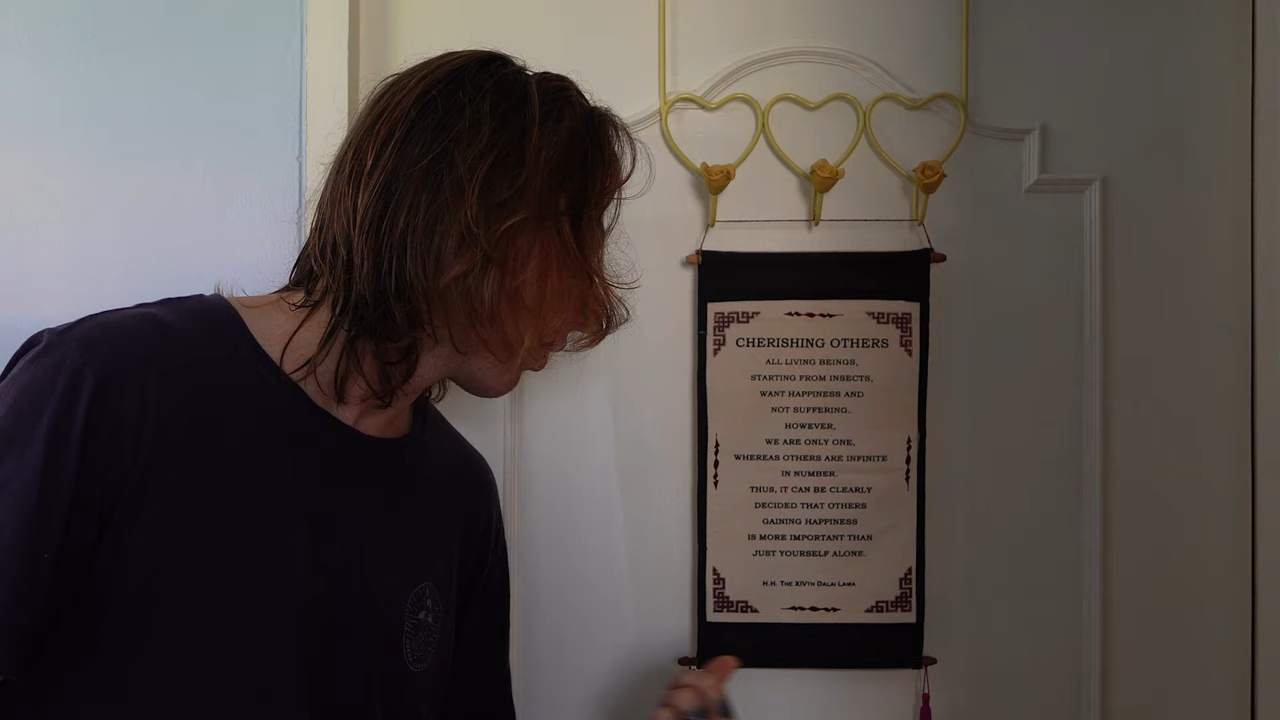 CHERISHING OTHERS
ALL LIVING BEINGS,
STARTING FROM INSECTS,
WANT HAPPINESS AND
NOT SUFFERING.
HOWEVER,
WE ARE ONLY ONE,
WHEREAS OTHERS ARE INFINITE
IN NUMBER.
THUS, IT CAN BE CLEARLY
DECIDED THAT OTHERS
GAINING HAPPINESS
IS MORE IMPORTANT THAN
JUST YOURSELF ALONE.
H.H. THE XIVTH DALAI LAMA